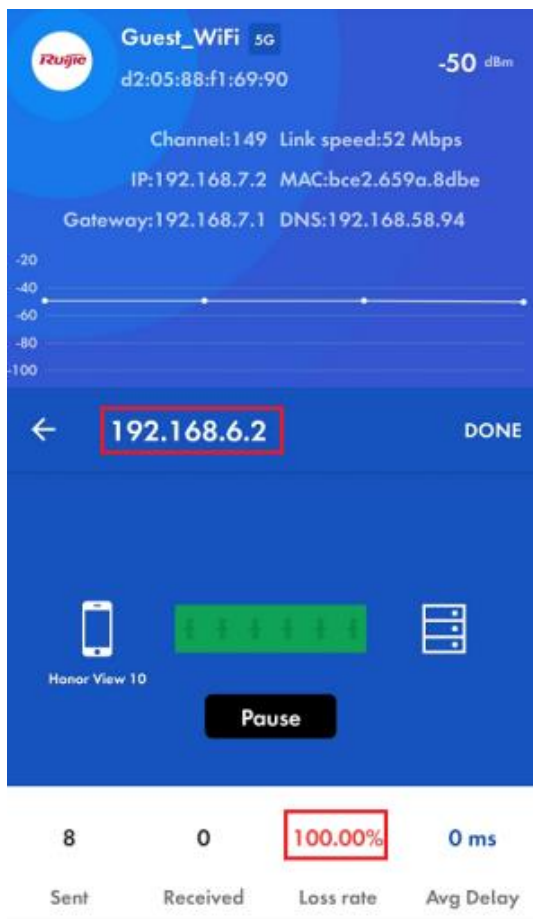 Ruijie
Guest_WiFi 5G
d2:05:88:f1:69:90
-50 dBm
Channel:149 Link speed:52 Mbps
IP:192.168.7.2 MAC:bce2.659a.8dbe
Gateway:192.168.7.1 DNS:192.168.58.94
-20
-40
-60
-80
-100
192.168.6.2 DONE
Honor View 10
Pause
8 0 100.00% 0 ms
Sent Received Loss rate Avg Delay